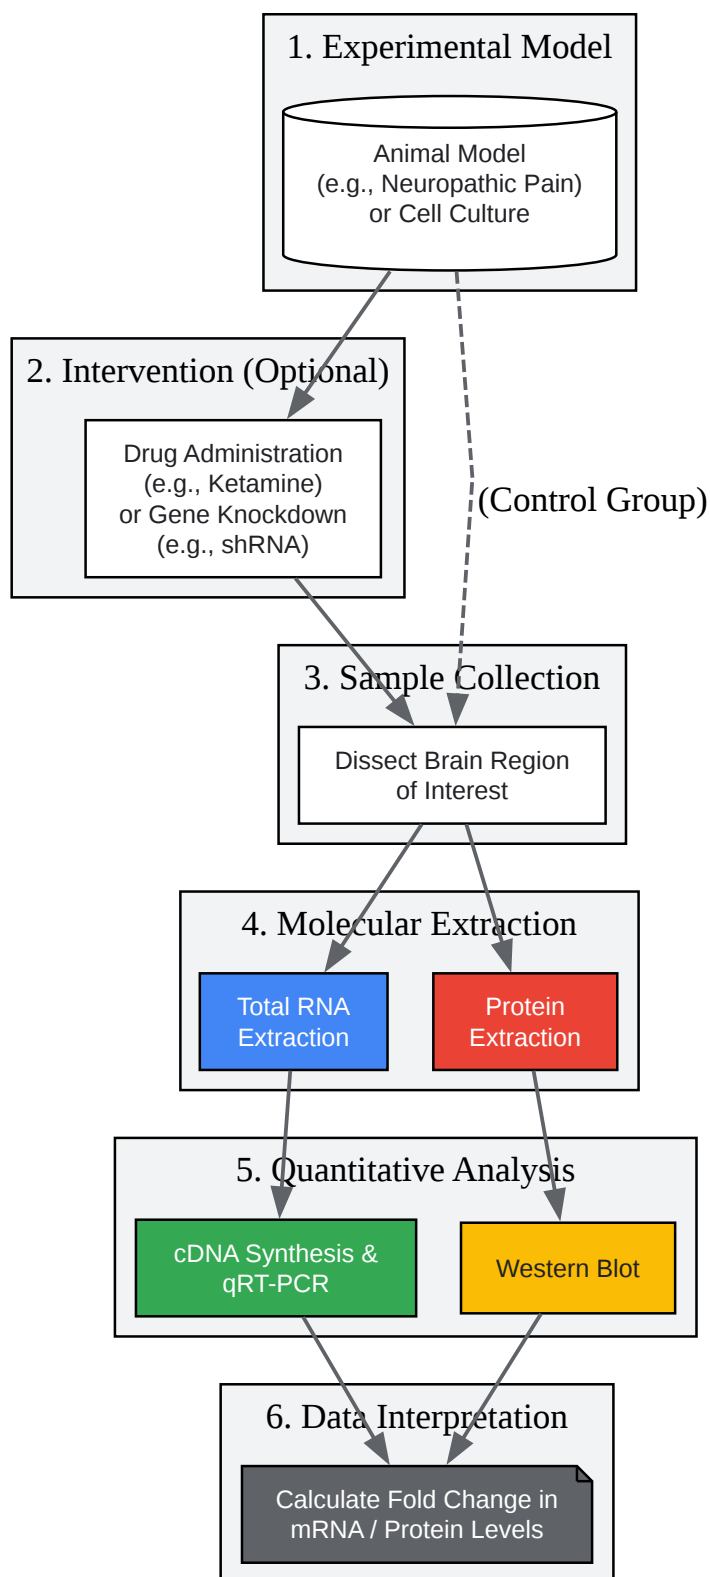 1. Experimental Model
Animal Model
(e.g., Neuropathic Pain)
or Cell Culture
2. Intervention (Optional)
Drug Administration
(e.g., Ketamine)
or Gene Knockdown
(e.g., shRNA)
(Control Group)
3. Sample Collection
Dissect Brain Region
of Interest
4. Molecular Extraction
Total RNA
Extraction
Protein
Extraction
5. Quantitative Analysis
cDNA Synthesis &
qRT-PCR
Western Blot
6. Data Interpretation
Calculate Fold Change in
mRNA / Protein Levels